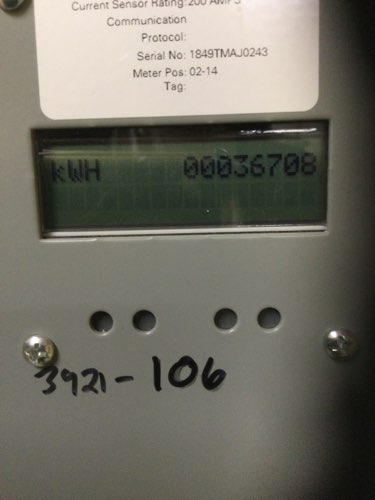 Current Sensor Rating: 200 AMPS
Communication
Protocol:
Serial No: 1849TMAJ0243
Meter Pos: 02-14
Tag:
kWH 00036708
3921-106